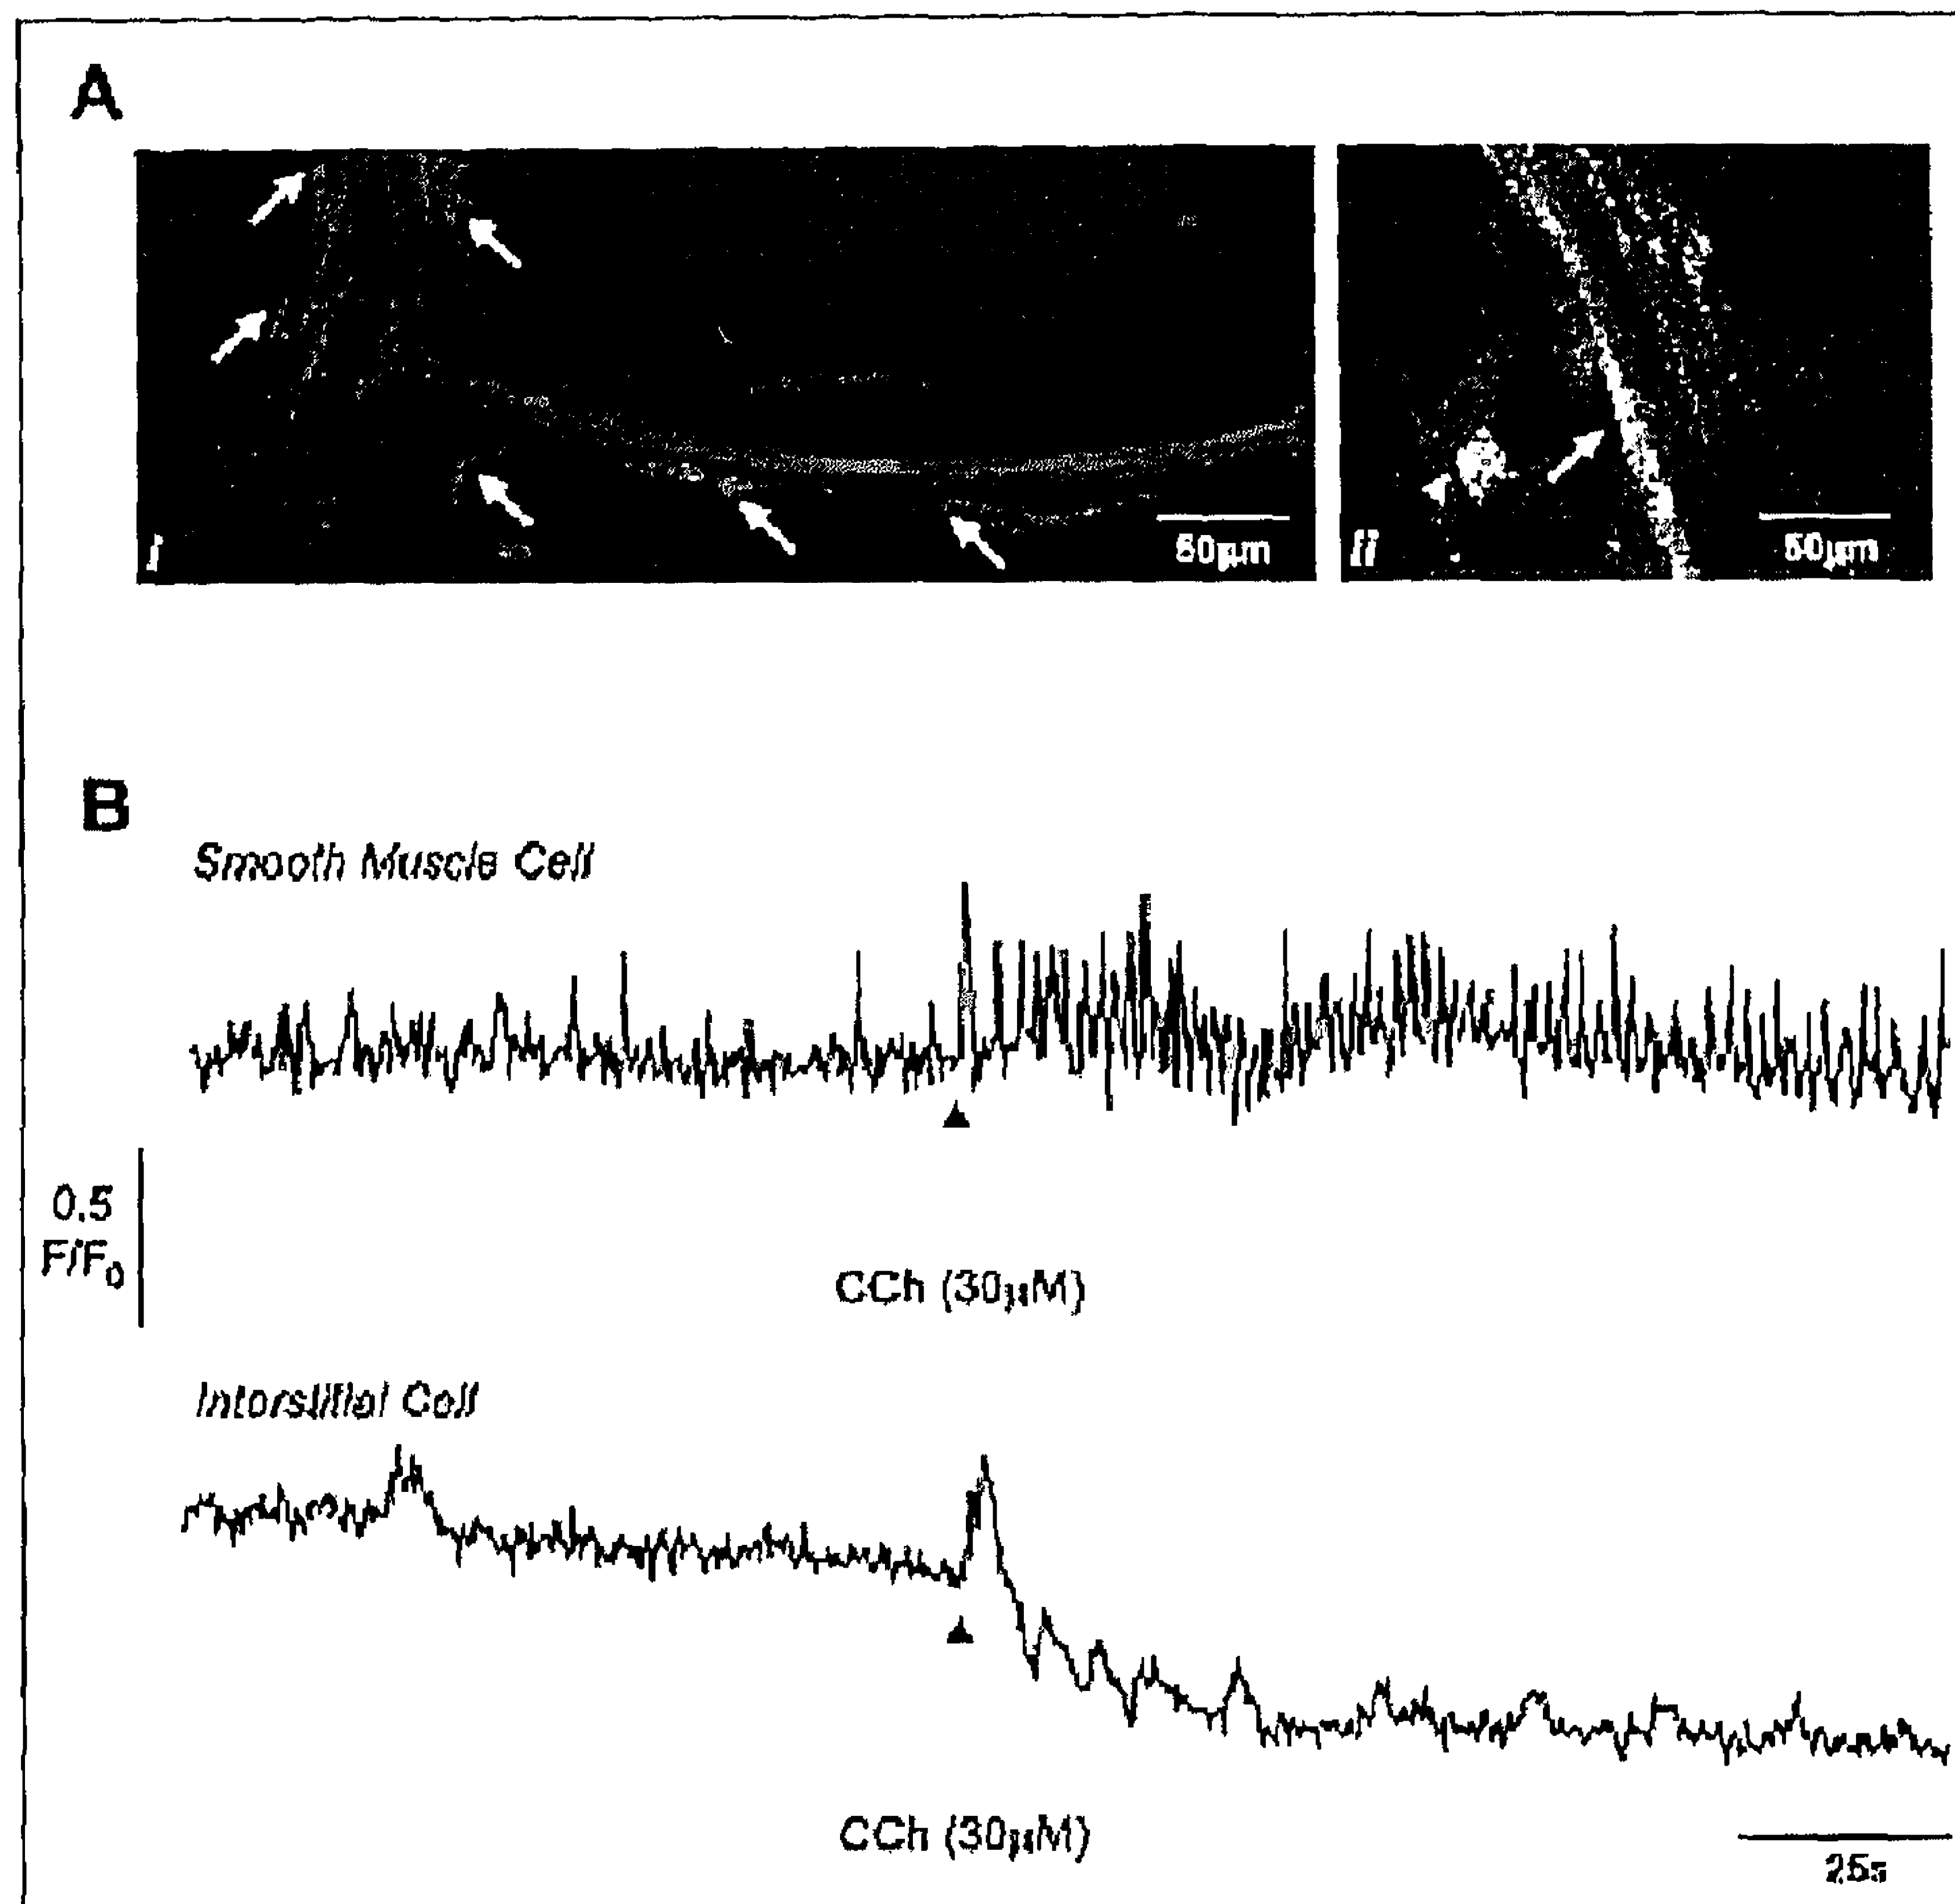 A
i
50µm
ii
50µm
B
Smooth Muscle Cell
0.5
F/F0
CCh (30µM)
Interstitial Cell
CCh (30µM)
25s